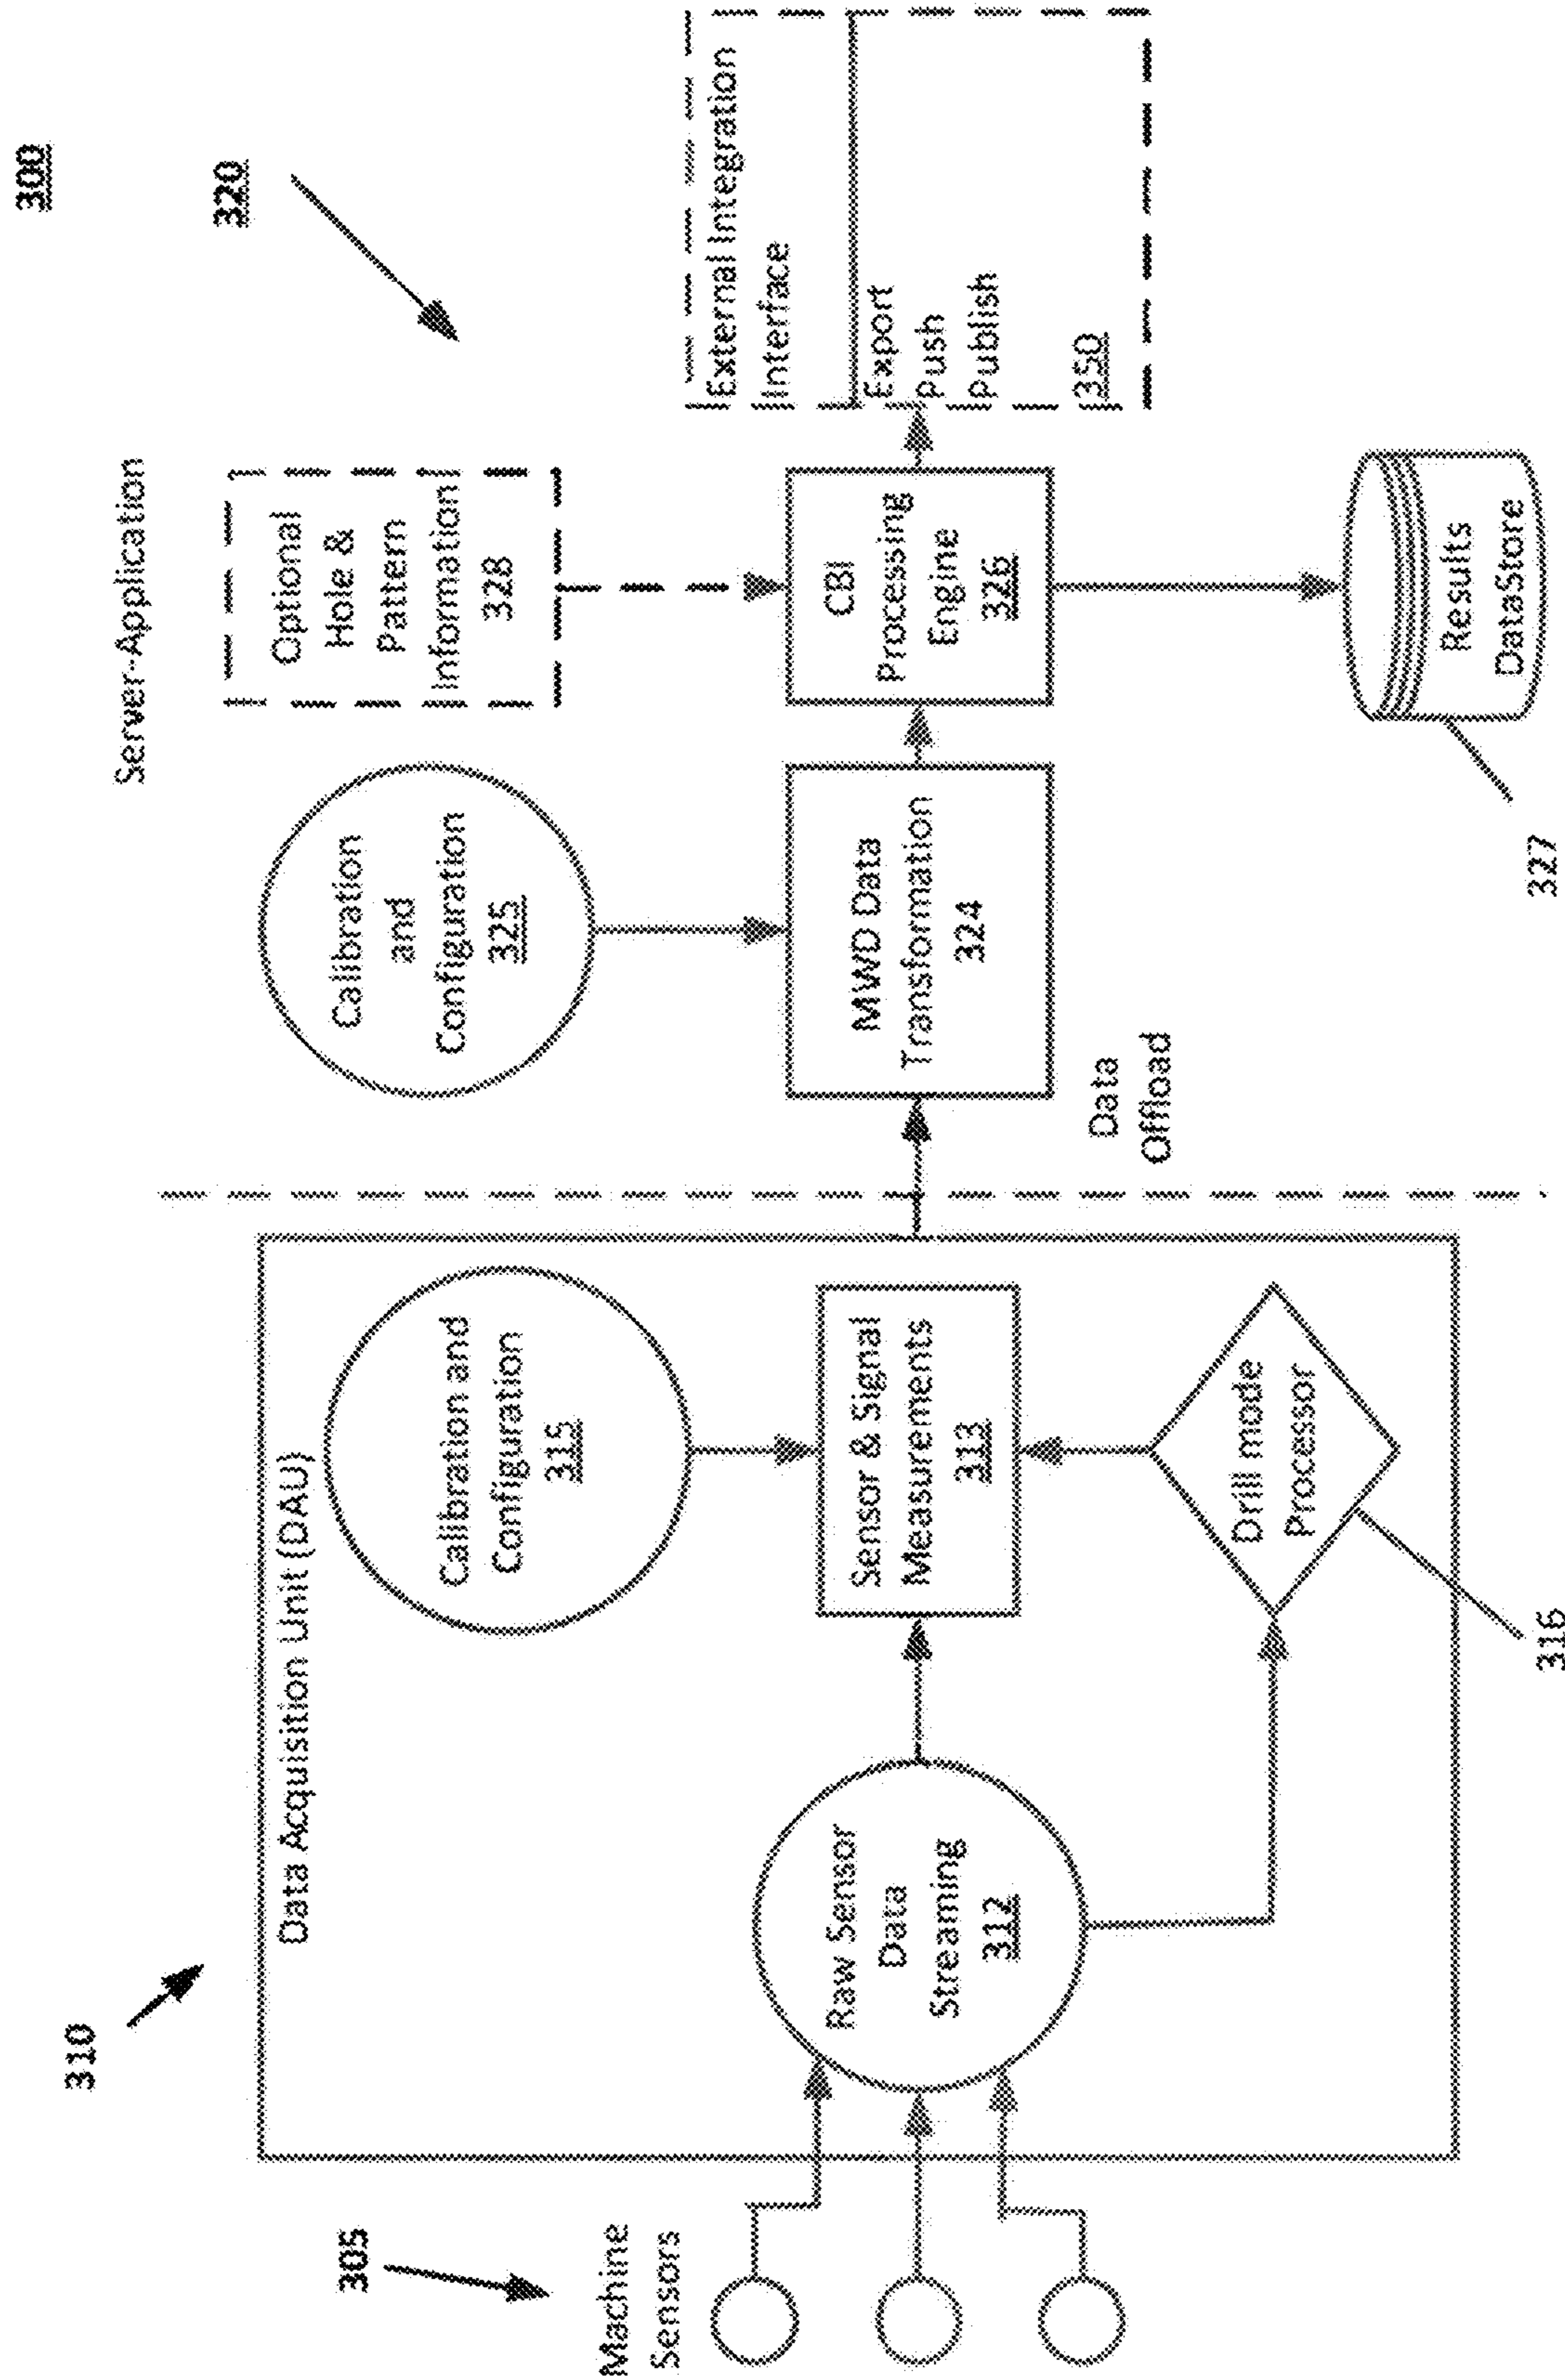 300
320
Server-Application
310
Data Acquisition Unit (DAU)
305
Machine
Sensors
Raw Sensor
Data
Streaming
312
Calibration and
Configuration
315
Sensor & Signal
Measurements
313
Drill mode
Processor
316
Data
Offload
Calibration
and
Configuration
325
MWD Data
Transformation
324
Optional
Hole &
Pattern
Information
328
CBI
Processing
Engine
326
Results
DataStore
327
External Integration
Interface
Export
Push
Publish
350